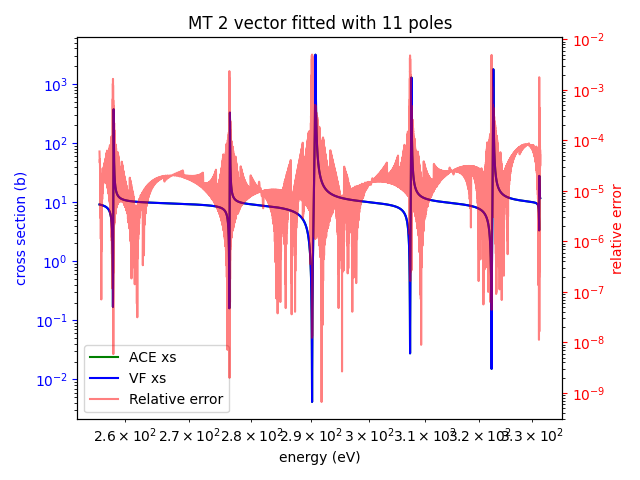 MT 2 vector fitted with 11 poles
cross section (b)
10³
10²
10¹
10⁰
10⁻¹
10⁻²
10⁻²
10⁻³
10⁻⁴
10⁻⁵
10⁻⁶
10⁻⁷
10⁻⁸
10⁻⁹
relative error
ACE xs
VF xs
Relative error
2.6 × 10² 2.7 × 10² 2.8 × 10² 2.9 × 10² 3 × 10² 3.1 × 10² 3.2 × 10² 3.3 × 10²
energy (eV)